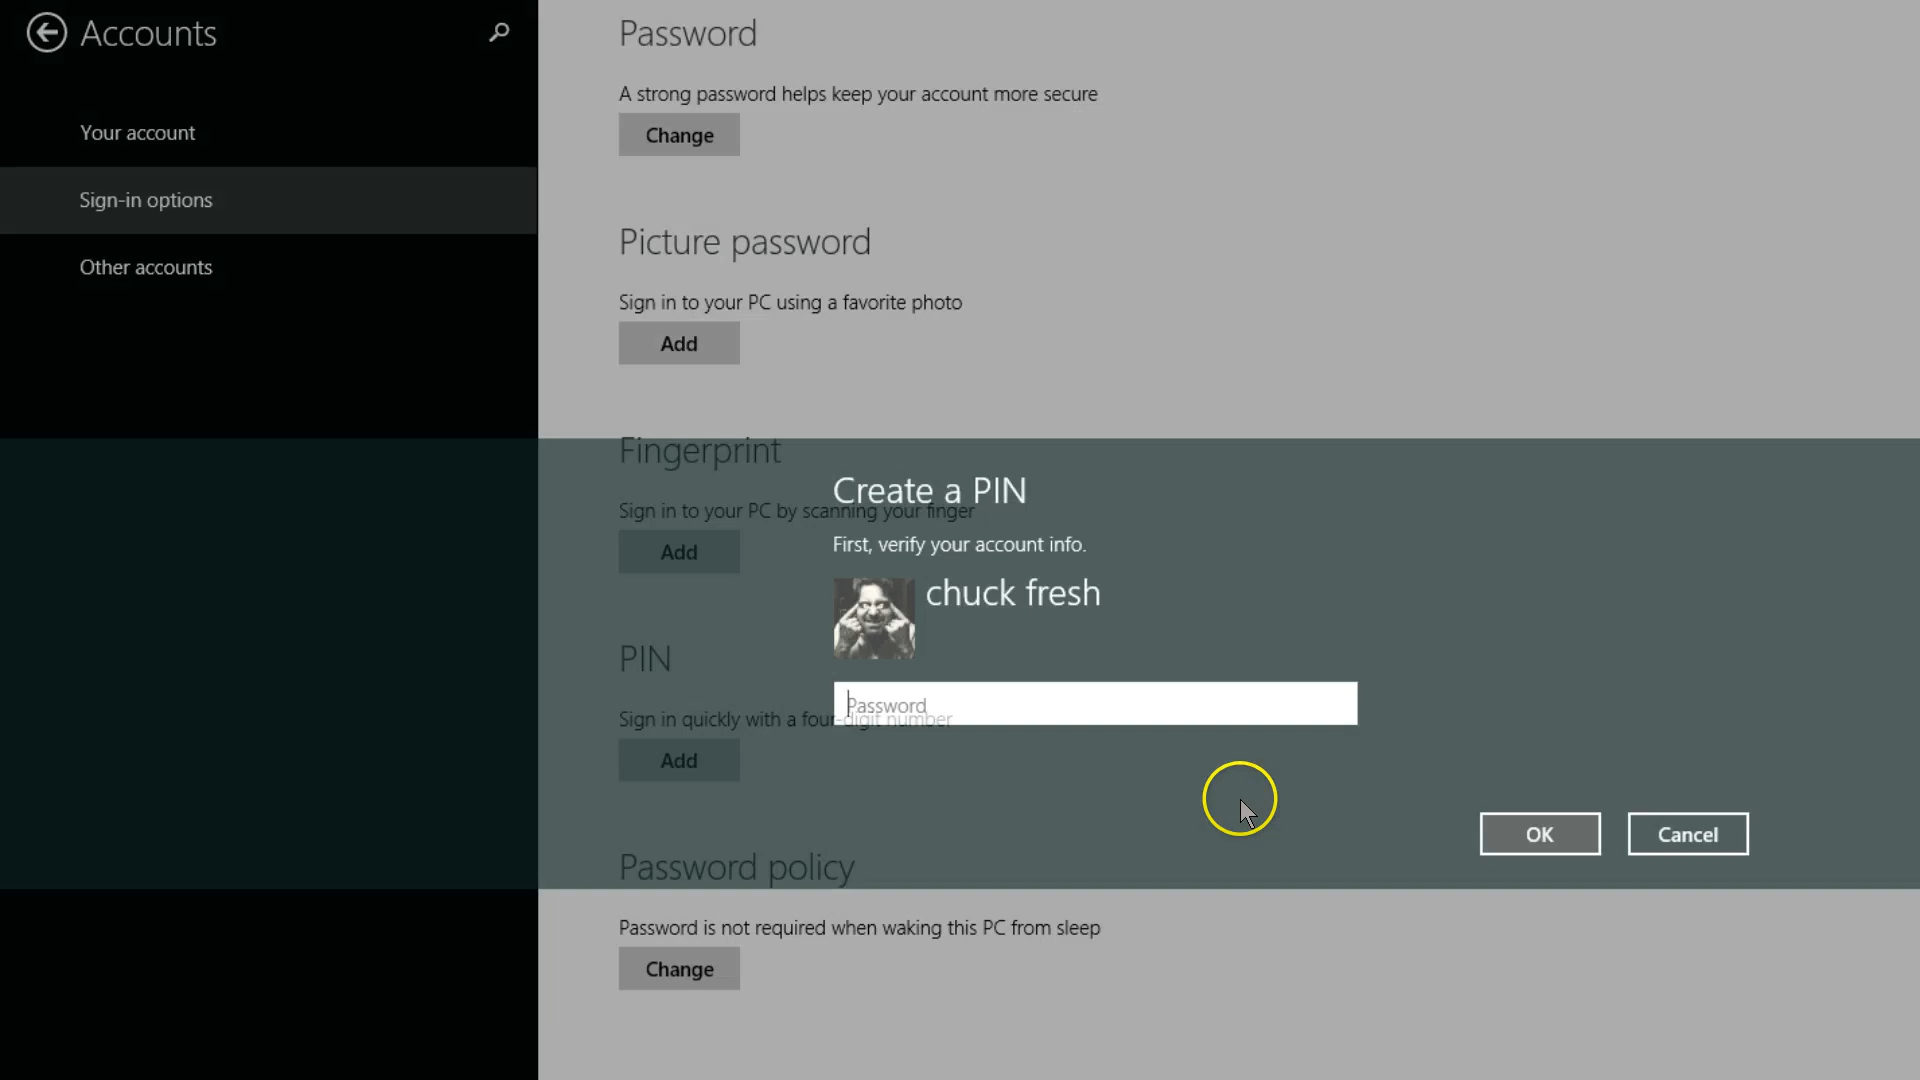 Accounts
Your account
Sign-in options
Other accounts
Password
A strong password helps keep your account more secure
Change
Picture password
Sign in to your PC using a favorite photo
Add
Fingerprint
Sign in to your PC by scanning your finger
Add
PIN
Sign in quickly with a four-digit number
Add
Password policy
Password is not required when waking this PC from sleep
Change
Create a PIN
First, verify your account info.
chuck fresh
Password
OK
Cancel